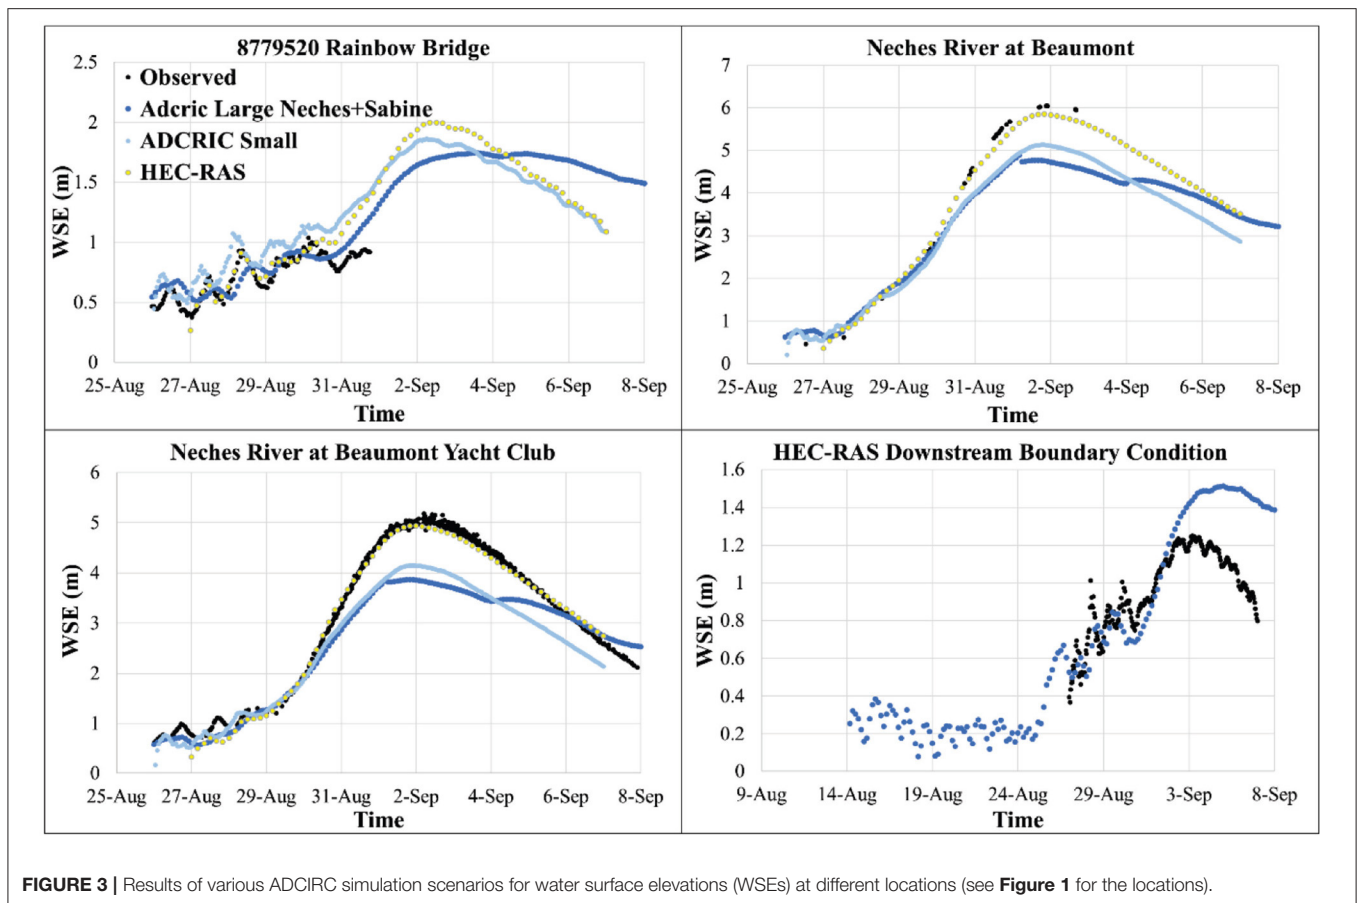 8779520 Rainbow Bridge
2.5
2
1.5
1
0.5
0
WSE (m)
Observed
Adcric Large Neches+Sabine
ADCRIC Small
HEC-RAS
25-Aug 27-Aug 29-Aug 31-Aug 2-Sep 4-Sep 6-Sep 8-Sep
Time
Neches River at Beaumont
7
6
5
4
3
2
1
0
WSE (m)
25-Aug 27-Aug 29-Aug 31-Aug 2-Sep 4-Sep 6-Sep 8-Sep
Time
Neches River at Beaumont Yacht Club
6
5
4
3
2
1
0
WSE (m)
25-Aug 27-Aug 29-Aug 31-Aug 2-Sep 4-Sep 6-Sep 8-Sep
Time
HEC-RAS Downstream Boundary Condition
1.6
1.4
1.2
1
0.8
0.6
0.4
0.2
0
WSE (m)
9-Aug 14-Aug 19-Aug 24-Aug 29-Aug 3-Sep 8-Sep
Time
FIGURE 3 | Results of various ADCIRC simulation scenarios for water surface elevations (WSEs) at different locations (see Figure 1 for the locations).